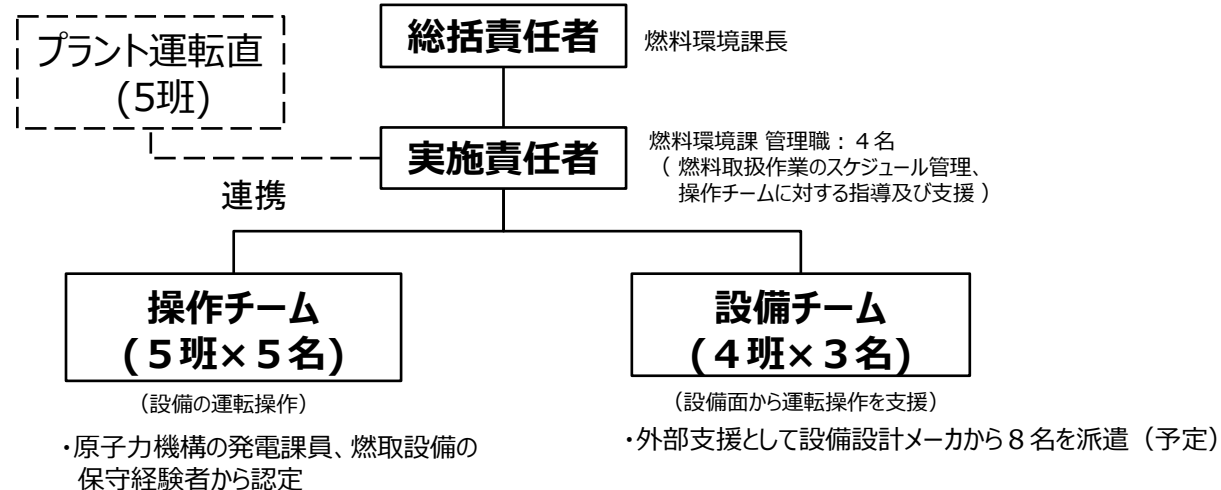 プラント運転直
(5班)
総括責任者
燃料環境課長
実施責任者
燃料環境課 管理職：４名
（ 燃料取扱作業のスケジュール管理、
操作チームに対する指導及び支援 ）
連携
操作チーム
(５班×５名)
（設備の運転操作）
・原子力機構の発電課員、燃取設備の
保守経験者から認定
設備チーム
(４班×３名)
（設備面から運転操作を支援）
・外部支援として設備設計メーカから８名を派遣（予定）